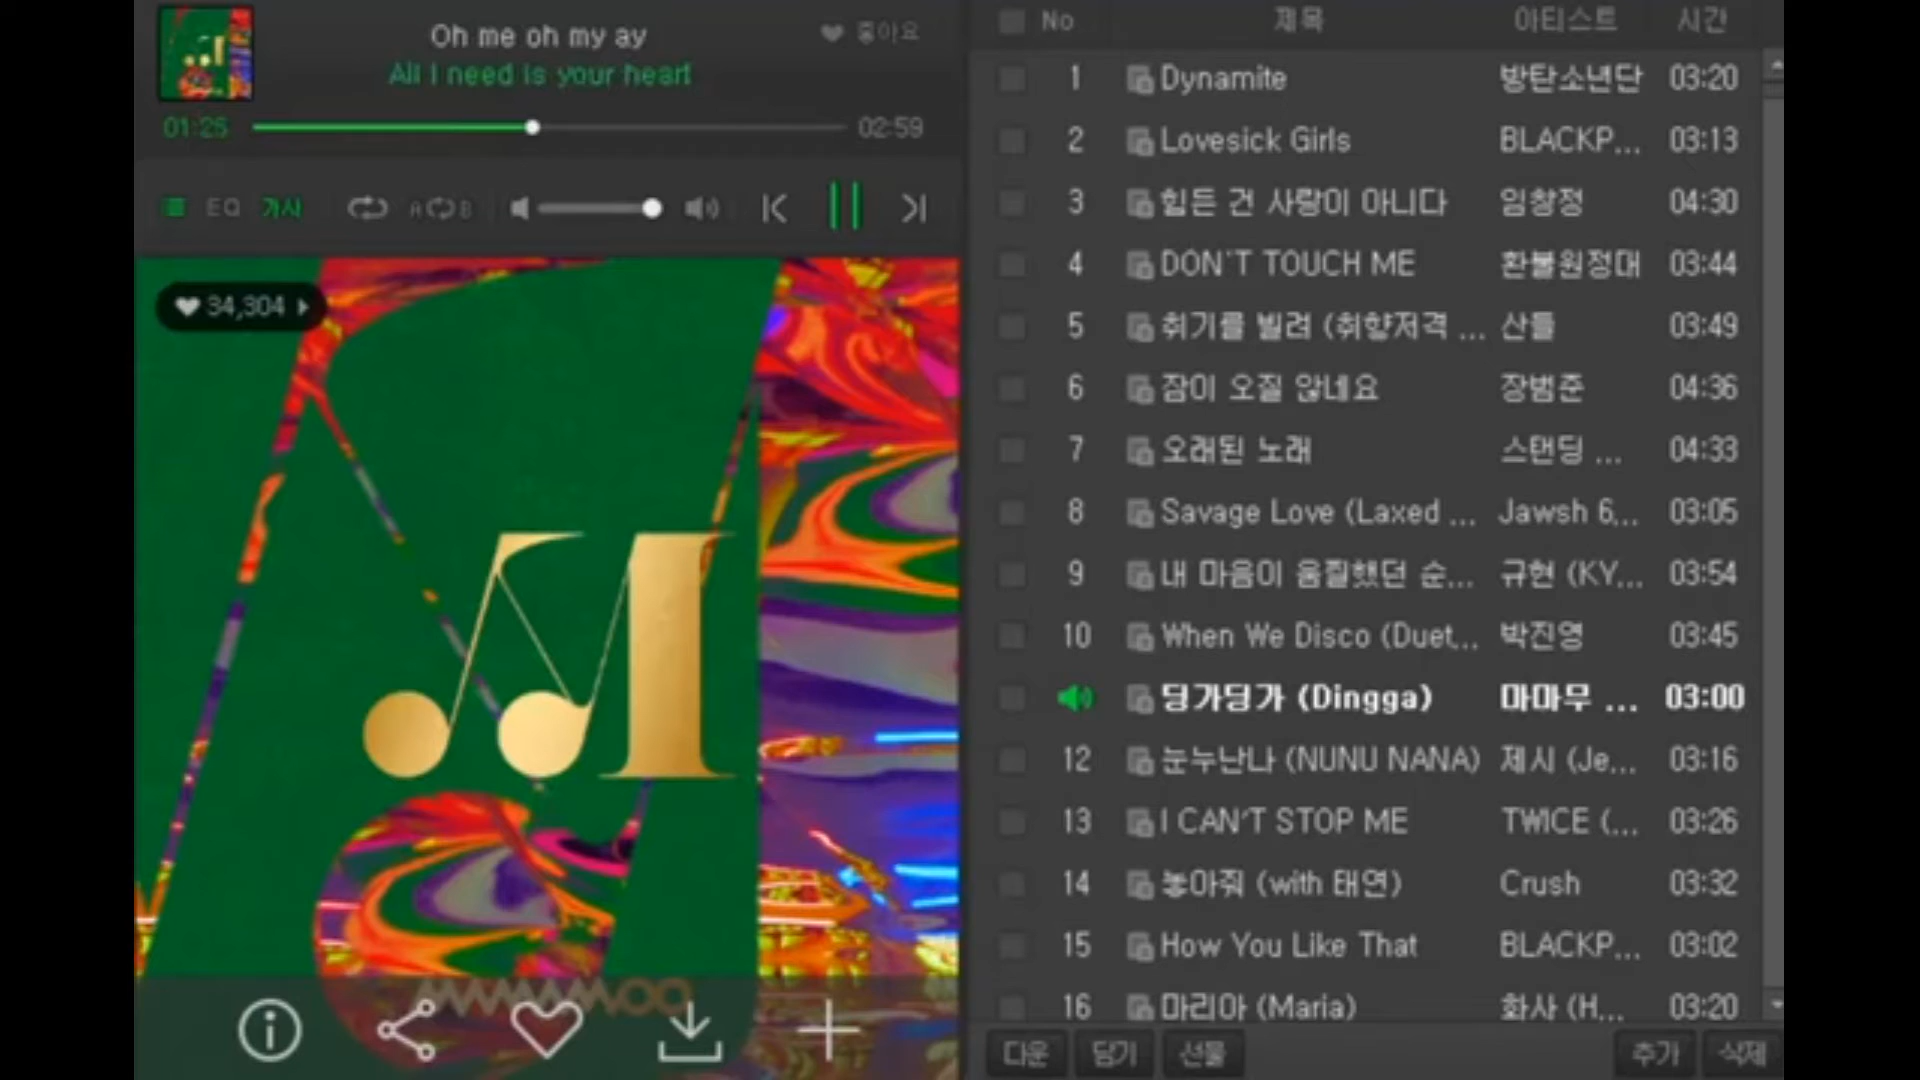 Oh me oh my ay
All I need is your heart
좋아요
01:26 02:59
EQ 가사 A B
34,304
MAMAMOO
No 제목 아티스트 시간
1 Dynamite 방탄소년단 03:20
2 Lovesick Girls BLACKP... 03:13
3 힘든 건 사랑이 아니다 임창정 04:30
4 DON'T TOUCH ME 환불원정대 03:44
5 취기를 빌려 (취향저격 ... 산들 03:49
6 잠이 오질 않네요 장범준 04:36
7 오래된 노래 스탠딩 ... 04:33
8 Savage Love (Laxed ... Jawsh 6... 03:05
9 내 마음이 움찔했던 순... 규현 (KY... 03:54
10 When We Disco (Duet... 박진영 03:45
딩가딩가 (Dingga) 마마무 ... 03:00
12 눈누난나 (NUNU NANA) 제시 (Je... 03:16
13 I CAN'T STOP ME TWICE (... 03:26
14 놓아줘 (with 태연) Crush 03:32
15 How You Like That BLACKP... 03:02
16 마리아 (Maria) 화사 (H... 03:20
다운 담기 선물 추가 삭제